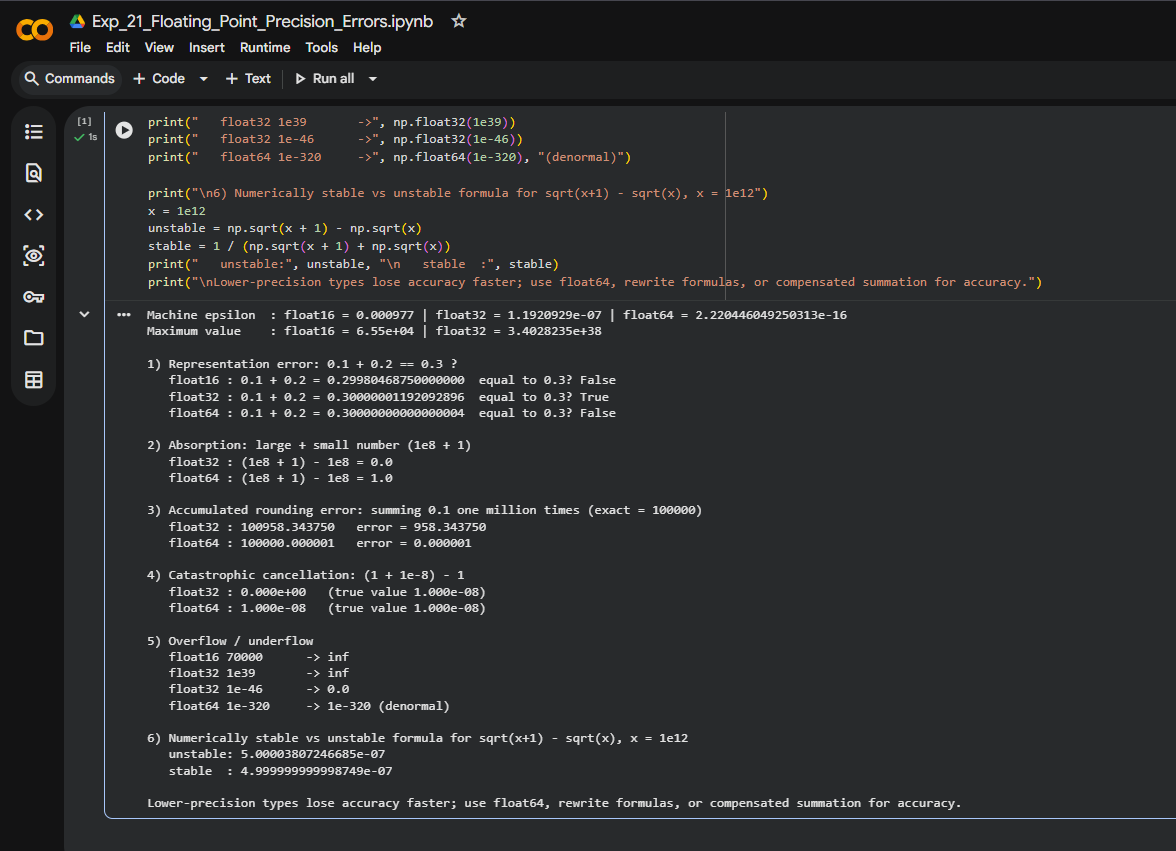 Exp_21_Floating_Point_Precision_Errors.ipynb
File Edit View Insert Runtime Tools Help
Commands + Code + Text Run all
[1]
1s
print("   float32 1e39       ->", np.float32(1e39))
print("   float32 1e-46      ->", np.float32(1e-46))
print("   float64 1e-320     ->", np.float64(1e-320), "(denormal)")
print("\n6) Numerically stable vs unstable formula for sqrt(x+1) - sqrt(x), x = 1e12")
x = 1e12
unstable = np.sqrt(x + 1) - np.sqrt(x)
stable = 1 / (np.sqrt(x + 1) + np.sqrt(x))
print("   unstable:", unstable, "\n   stable  :", stable)
print("\nLower-precision types lose accuracy faster; use float64, rewrite formulas, or compensated summation for accuracy.")
Machine epsilon  : float16 = 0.000977 | float32 = 1.1920929e-07 | float64 = 2.220446049250313e-16
Maximum value    : float16 = 6.55e+04 | float32 = 3.4028235e+38
1) Representation error: 0.1 + 0.2 == 0.3 ?
   float16 : 0.1 + 0.2 = 0.29980468750000000  equal to 0.3? False
   float32 : 0.1 + 0.2 = 0.30000001192092896  equal to 0.3? True
   float64 : 0.1 + 0.2 = 0.30000000000000004  equal to 0.3? False
2) Absorption: large + small number (1e8 + 1)
   float32 : (1e8 + 1) - 1e8 = 0.0
   float64 : (1e8 + 1) - 1e8 = 1.0
3) Accumulated rounding error: summing 0.1 one million times (exact = 100000)
   float32 : 100958.343750   error = 958.343750
   float64 : 100000.000001   error = 0.000001
4) Catastrophic cancellation: (1 + 1e-8) - 1
   float32 : 0.000e+00   (true value 1.000e-08)
   float64 : 1.000e-08   (true value 1.000e-08)
5) Overflow / underflow
   float16 70000      -> inf
   float32 1e39       -> inf
   float32 1e-46      -> 0.0
   float64 1e-320     -> 1e-320 (denormal)
6) Numerically stable vs unstable formula for sqrt(x+1) - sqrt(x), x = 1e12
   unstable: 5.00003807246685e-07
   stable  : 4.999999999998749e-07
Lower-precision types lose accuracy faster; use float64, rewrite formulas, or compensated summation for accuracy.